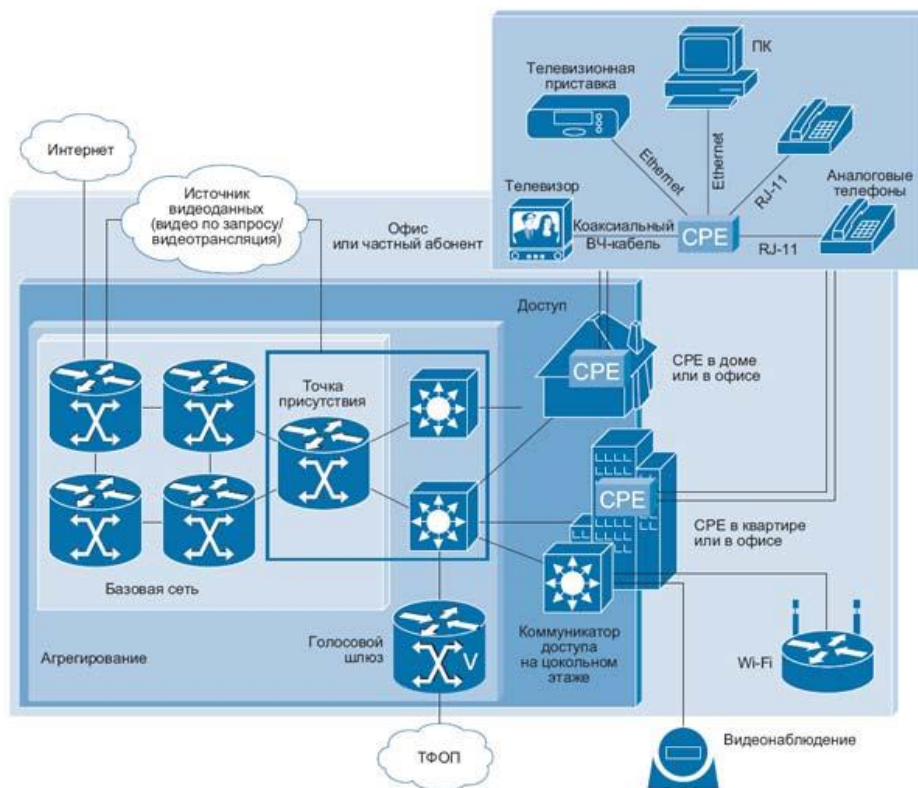 ПК
Телевизионная
приставка
Интернет
Ethernet
Ethernet
RJ-11
Источник
видеоданных
(видео по запросу/
видеотрансляция)
Офис
или частный абонент
Телевизор
Коаксиальный
ВЧ-кабель
CPE
Аналоговые
телефоны
RJ-11
Доступ
CPE
CPE в доме
или в офисе
Точка
присутствия
CPE
CPE в квартире
или в офисе
Базовая сеть
Агрегирование
Голосовой
шлюз
V
Коммуникатор
доступа
на цокольном
этаже
Wi-Fi
ТФОП
Видеонаблюдение